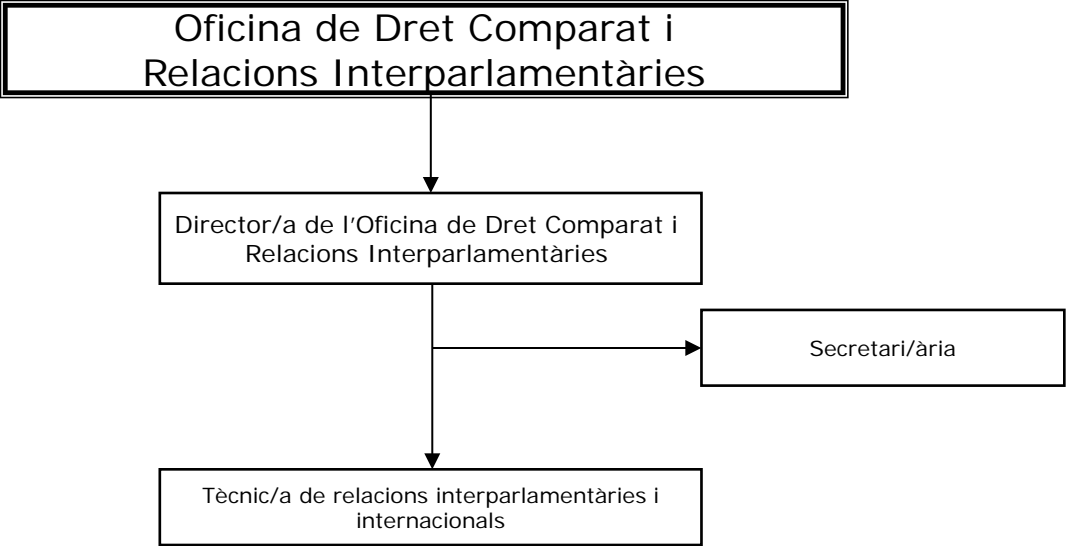 Oficina de Dret Comparat i
Relacions Interparlamentàries
Director/a de l'Oficina de Dret Comparat i
Relacions Interparlamentàries
Secretari/ària
Tècnic/a de relacions interparlamentàries i
internacionals